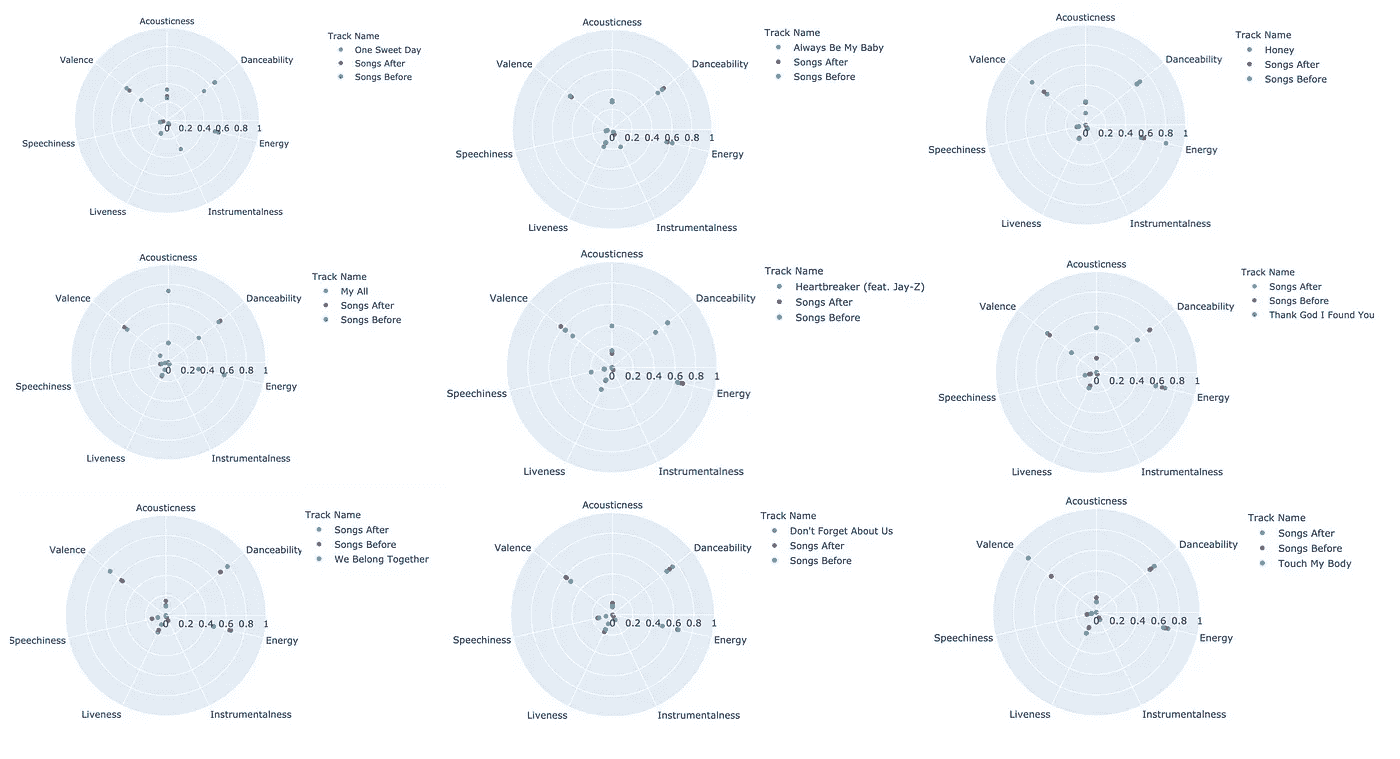 Acousticness
Valence
Danceability
Speechiness
0 0.2 0.4 0.6 0.8 1
Energy
Liveness
Instrumentalness
Track Name
One Sweet Day
Songs After
Songs Before
Acousticness
Valence
Danceability
Speechiness
0 0.2 0.4 0.6 0.8 1
Energy
Liveness
Instrumentalness
Track Name
Always Be My Baby
Songs After
Songs Before
Acousticness
Valence
Danceability
Speechiness
0 0.2 0.4 0.6 0.8 1
Energy
Liveness
Instrumentalness
Track Name
Honey
Songs After
Songs Before
Acousticness
Valence
Danceability
Speechiness
0 0.2 0.4 0.6 0.8 1
Energy
Liveness
Instrumentalness
Track Name
My All
Songs After
Songs Before
Acousticness
Valence
Danceability
Speechiness
0 0.2 0.4 0.6 0.8 1
Energy
Liveness
Instrumentalness
Track Name
Heartbreaker (feat. Jay-Z)
Songs After
Songs Before
Acousticness
Valence
Danceability
Speechiness
0 0.2 0.4 0.6 0.8 1
Energy
Liveness
Instrumentalness
Track Name
Songs After
Songs Before
Thank God I Found You
Acousticness
Valence
Danceability
Speechiness
0 0.2 0.4 0.6 0.8 1
Energy
Liveness
Instrumentalness
Track Name
Songs After
Songs Before
We Belong Together
Acousticness
Valence
Danceability
Speechiness
0 0.2 0.4 0.6 0.8 1
Energy
Liveness
Instrumentalness
Track Name
Don't Forget About Us
Songs After
Songs Before
Acousticness
Valence
Danceability
Speechiness
0 0.2 0.4 0.6 0.8 1
Energy
Liveness
Instrumentalness
Track Name
Songs After
Songs Before
Touch My Body